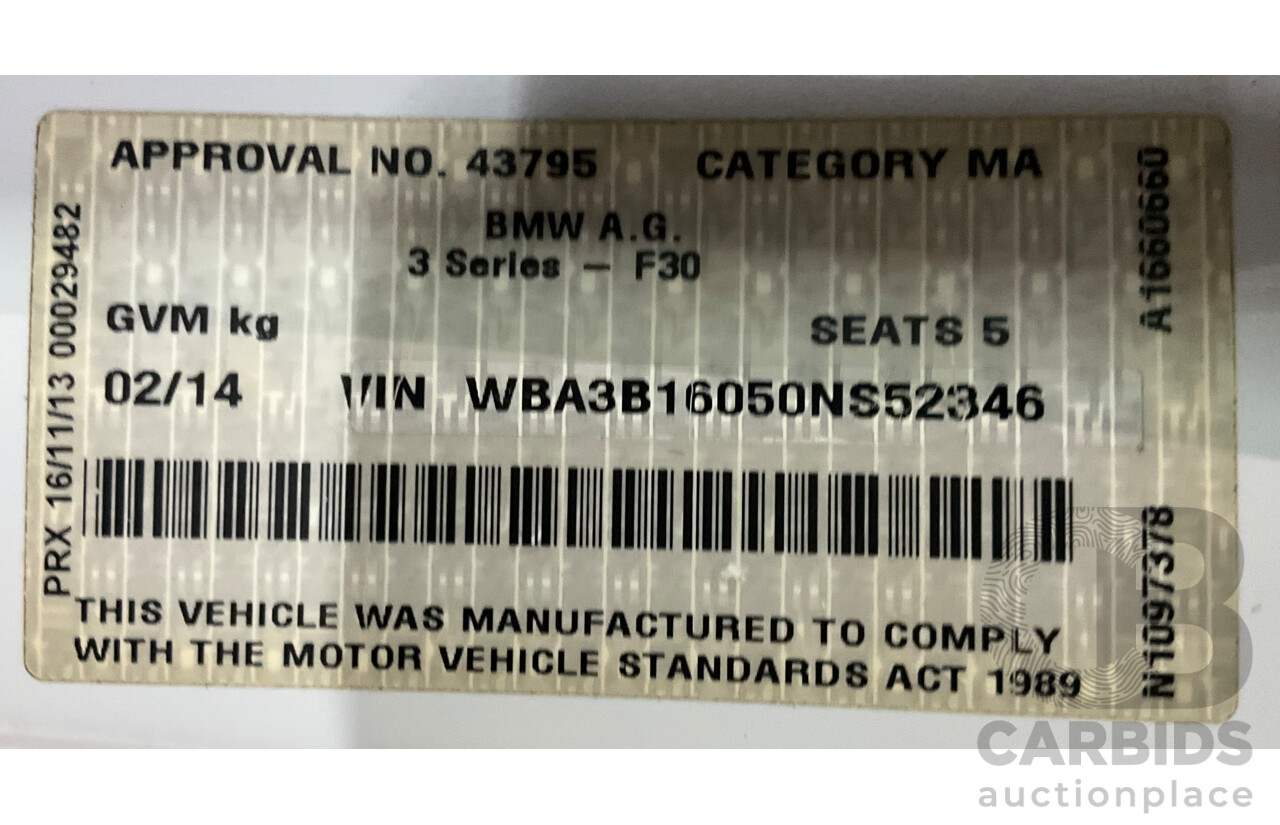 APPROVAL NO. 43795 CATEGORY MA
BMW A.G.
3 Series – F30
GVM kg SEATS 5
02/14 VIN WBA3B16050NS52346
THIS VEHICLE WAS MANUFACTURED TO COMPLY
WITH THE MOTOR VEHICLE STANDARDS ACT 1989
PRX 16/11/13 00029482
A1660660
N1097378
CB
CARBIDS
auctionplace